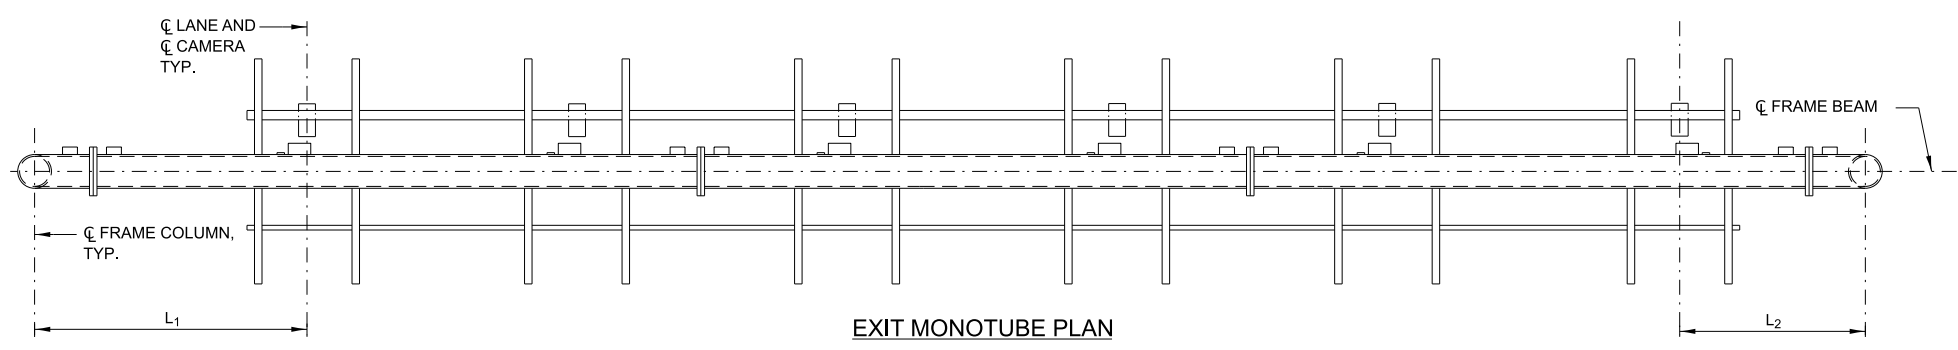 ℄ LANE AND
℄ CAMERA
TYP.
℄ FRAME BEAM
℄ FRAME COLUMN,
TYP.
L1
EXIT MONOTUBE PLAN
L2